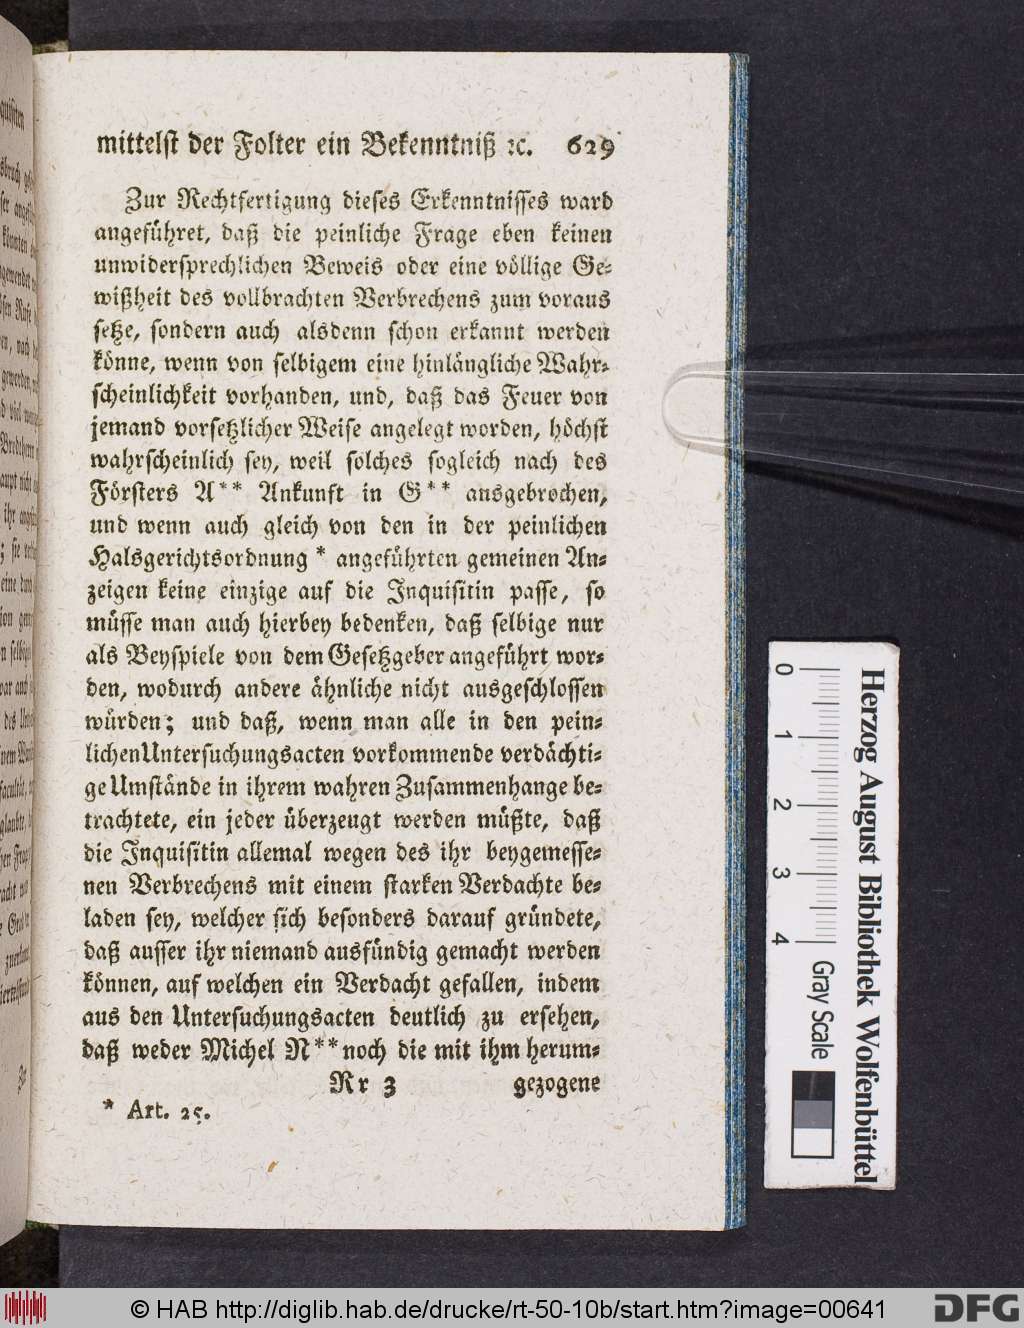 mittelst der Folter ein Bekenntniß ꝛc. 629
Zur Rechtfertigung dieses Erkenntnisses ward
angeführet, daß die peinliche Frage eben keinen
unwidersprechlichen Beweis oder eine völlige Ge-
wißheit des vollbrachten Verbrechens zum voraus
setze, sondern auch alsdenn schon erkannt werden
könne, wenn von selbigem eine hinlängliche Wahr-
scheinlichkeit vorhanden, und, daß das Feuer von
jemand vorsetzlicher Weise angelegt worden, höchst
wahrscheinlich sey, weil solches sogleich nach des
Försters A** Ankunft in G** ausgebrochen,
und wenn auch gleich von den in der peinlichen
Halsgerichtsordnung * angeführten gemeinen An-
zeigen keine einzige auf die Inquisitin passe, so
müsse man auch hierbey bedenken, daß selbige nur
als Beyspiele von dem Gesetzgeber angeführt wor-
den, wodurch andere ähnliche nicht ausgeschlossen
würden; und daß, wenn man alle in den pein-
lichen Untersuchungsacten vorkommende verdächti-
ge Umstände in ihrem wahren Zusammenhange be-
trachtete, ein jeder überzeugt werden müßte, daß
die Inquisitin allemal wegen des ihr beygemesse-
nen Verbrechens mit einem starken Verdachte be-
laden sey, welcher sich besonders darauf gründete,
daß ausser ihr niemand ausfündig gemacht werden
können, auf welchen ein Verdacht gefallen, indem
aus den Untersuchungsacten deutlich zu ersehen,
daß weder Michel N** noch die mit ihm herum-
Rr 3 gezogene
* Art. 25.
0 1 2 3 4
Gray Scale
Herzog August Bibliothek Wolfenbüttel
© HAB http://diglib.hab.de/drucke/rt-50-10b/start.htm?image=00641
DFG